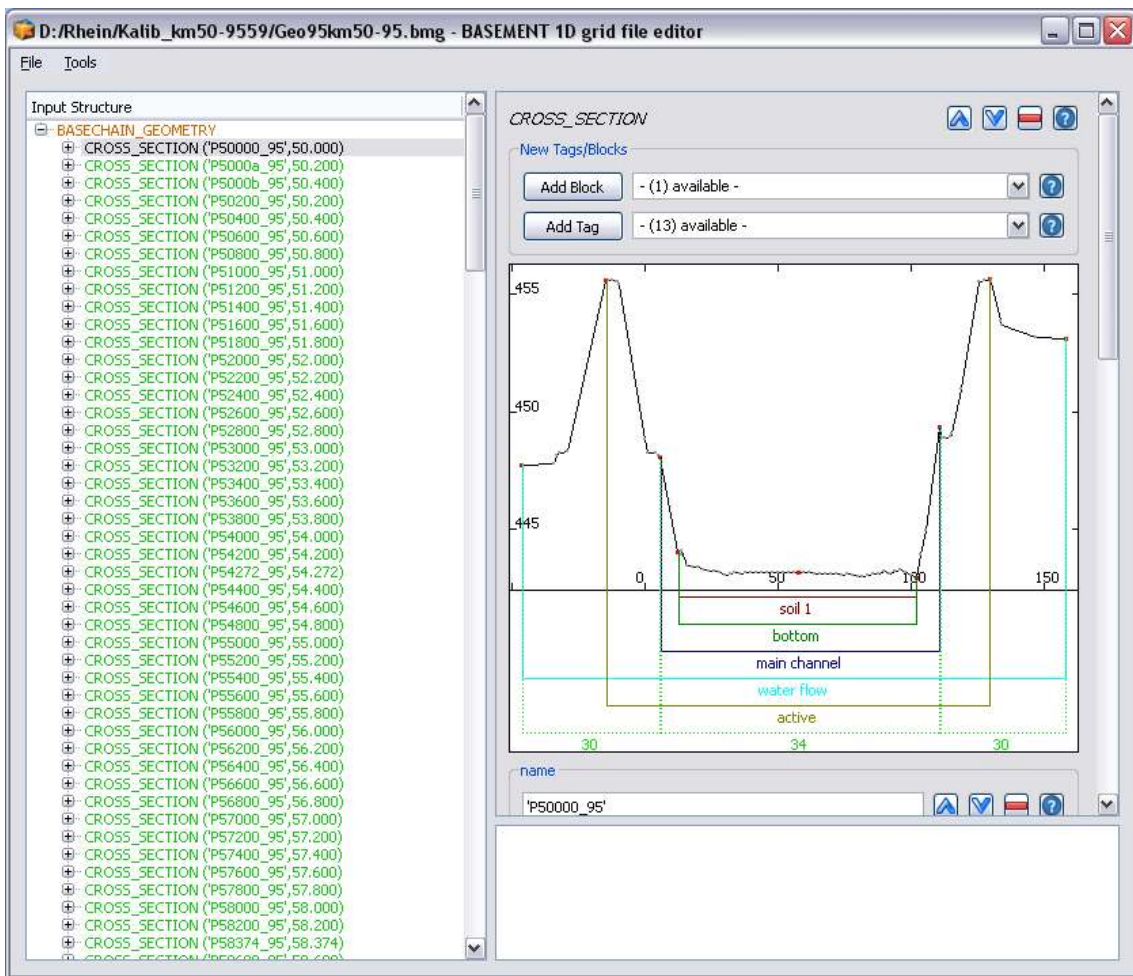 D:/Rhein/Kalib_km50-9559/Geo95km50-95.bmg - BASEMENT 1D grid file editor
File Tools
Input Structure
BASECHAIN_GEOMETRY
CROSS_SECTION ('P50000_95',50.000)
CROSS_SECTION ('P5000a_95',50.200)
CROSS_SECTION ('P5000b_95',50.400)
CROSS_SECTION ('P50200_95',50.200)
CROSS_SECTION ('P50400_95',50.400)
CROSS_SECTION ('P50600_95',50.600)
CROSS_SECTION ('P50800_95',50.800)
CROSS_SECTION ('P51000_95',51.000)
CROSS_SECTION ('P51200_95',51.200)
CROSS_SECTION ('P51400_95',51.400)
CROSS_SECTION ('P51600_95',51.600)
CROSS_SECTION ('P51800_95',51.800)
CROSS_SECTION ('P52000_95',52.000)
CROSS_SECTION ('P52200_95',52.200)
CROSS_SECTION ('P52400_95',52.400)
CROSS_SECTION ('P52600_95',52.600)
CROSS_SECTION ('P52800_95',52.800)
CROSS_SECTION ('P53000_95',53.000)
CROSS_SECTION ('P53200_95',53.200)
CROSS_SECTION ('P53400_95',53.400)
CROSS_SECTION ('P53600_95',53.600)
CROSS_SECTION ('P53800_95',53.800)
CROSS_SECTION ('P54000_95',54.000)
CROSS_SECTION ('P54200_95',54.200)
CROSS_SECTION ('P54272_95',54.272)
CROSS_SECTION ('P54400_95',54.400)
CROSS_SECTION ('P54600_95',54.600)
CROSS_SECTION ('P54800_95',54.800)
CROSS_SECTION ('P55000_95',55.000)
CROSS_SECTION ('P55200_95',55.200)
CROSS_SECTION ('P55400_95',55.400)
CROSS_SECTION ('P55600_95',55.600)
CROSS_SECTION ('P55800_95',55.800)
CROSS_SECTION ('P56000_95',56.000)
CROSS_SECTION ('P56200_95',56.200)
CROSS_SECTION ('P56400_95',56.400)
CROSS_SECTION ('P56600_95',56.600)
CROSS_SECTION ('P56800_95',56.800)
CROSS_SECTION ('P57000_95',57.000)
CROSS_SECTION ('P57200_95',57.200)
CROSS_SECTION ('P57400_95',57.400)
CROSS_SECTION ('P57600_95',57.600)
CROSS_SECTION ('P57800_95',57.800)
CROSS_SECTION ('P58000_95',58.000)
CROSS_SECTION ('P58200_95',58.200)
CROSS_SECTION ('P58374_95',58.374)
CROSS_SECTION
New Tags/Blocks
Add Block - (1) available -
Add Tag - (13) available -
455
450
445
0 50 100 150
soil 1
bottom
main channel
water flow
active
30 34 30
name
'P50000_95'